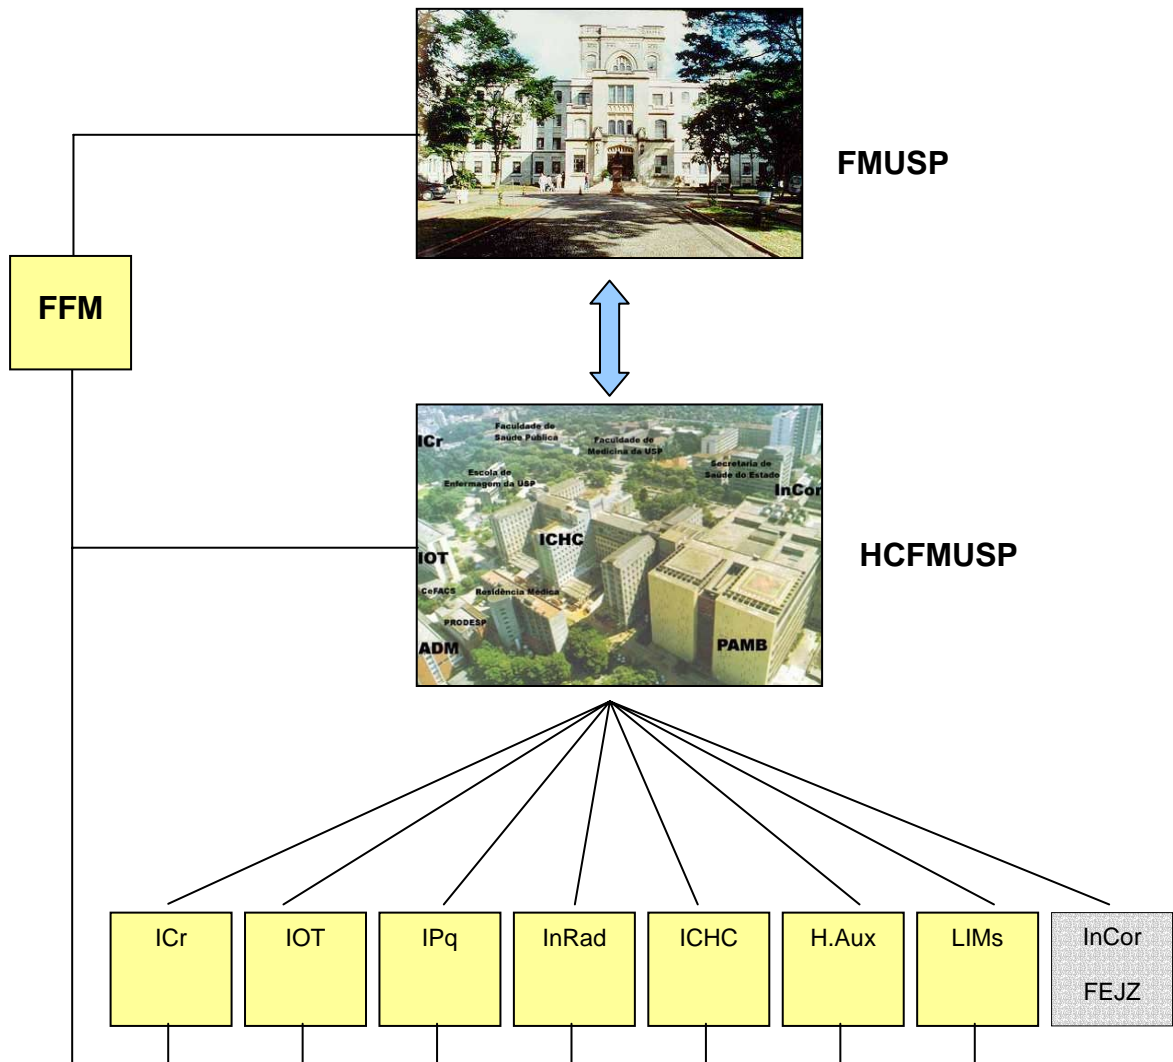 FMUSP
FFM
Faculdade de
Saúde Pública
Faculdade de
Medicina da USP
ICr
Secretaria de
Saúde do Estado
Escola de
Enfermagem da USP
InCor
ICHC
IOT
HCFMUSP
CeFACS
Residência Médica
PRODESP
ADM
PAMB
ICr
IOT
IPq
InRad
ICHC
H.Aux
LIMs
InCor
FEJZ